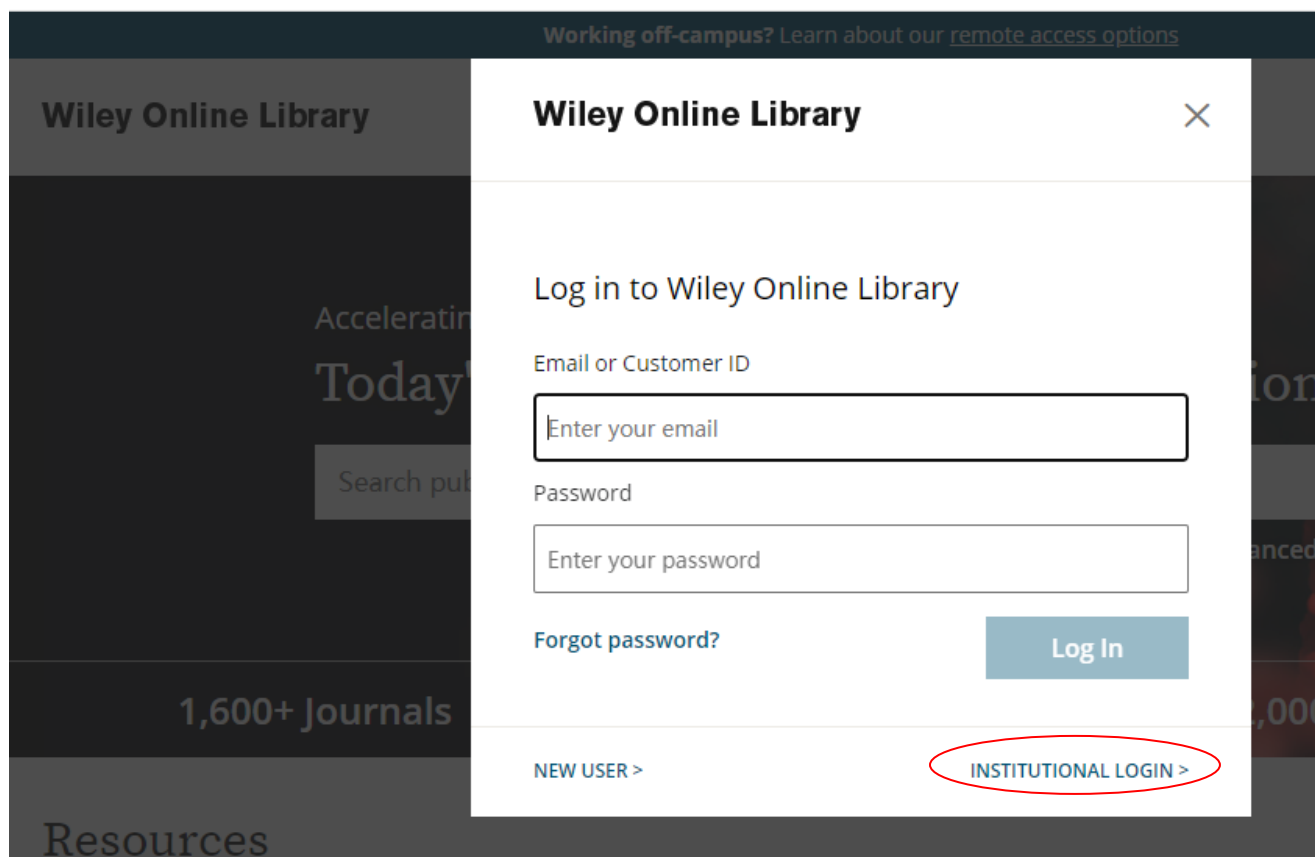 Working off-campus? Learn about our remote access options
Wiley Online Library
Wiley Online Library
Log in to Wiley Online Library
Email or Customer ID
Enter your email
Password
Enter your password
Forgot password?
Log In
NEW USER >
INSTITUTIONAL LOGIN >
Today'
Search
1,600+ Journals
Resources